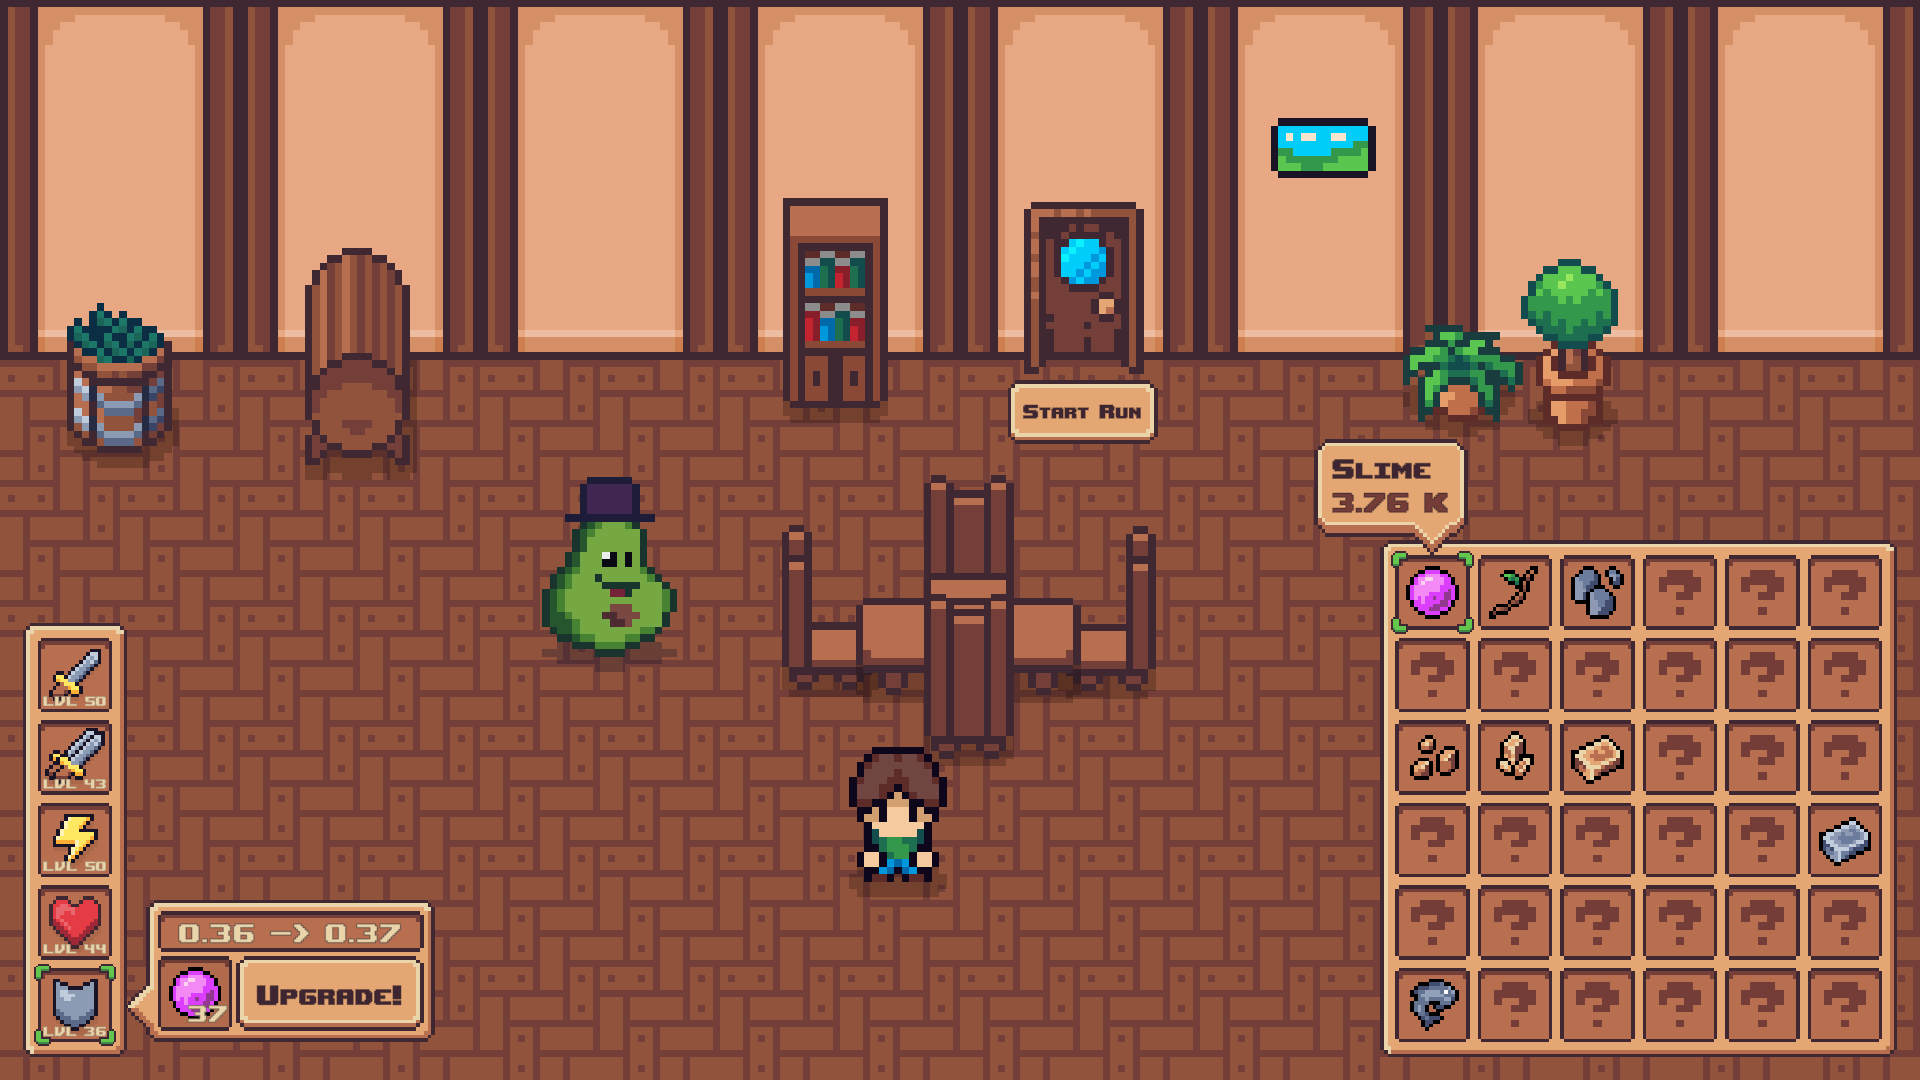 Start Run
Slime
3.76 K
LVL 50
LVL 43
LVL 50
LVL 44
LVL 36
0.36 -> 0.37
37
Upgrade!
? ? ?
? ? ? ? ? ?
? ? ?
? ? ? ? ?
? ? ? ? ? ?
? ? ? ? ?